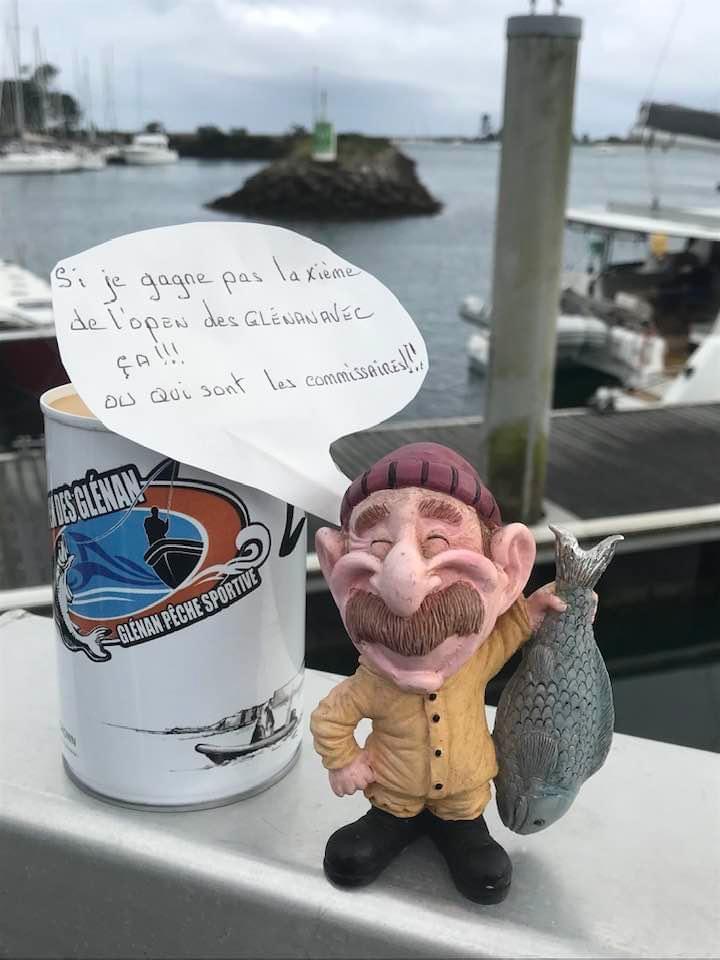 Si je gagne pas la xième
de l'open des GLÉNAN AVEC
ÇA!!!
OU QUI SONT les COMMISSAIRES!!!
DES GLÉNAN
GLÉNAN PÊCHE SPORTIVE